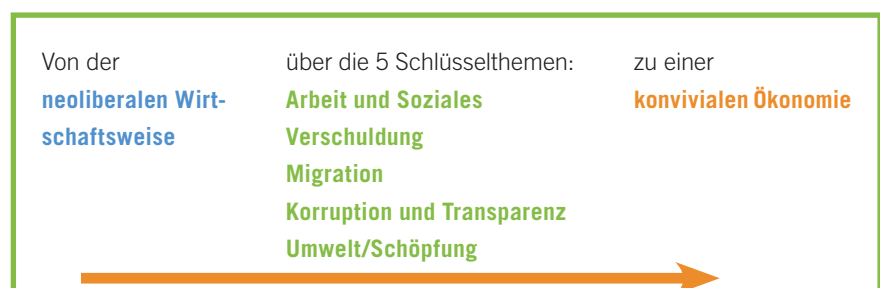 Von der
neoliberalen Wirt-
schaftsweise
über die 5 Schlüsselthemen:
Arbeit und Soziales
Verschuldung
Migration
Korruption und Transparenz
Umwelt/Schöpfung
zu einer
konvivialen Ökonomie